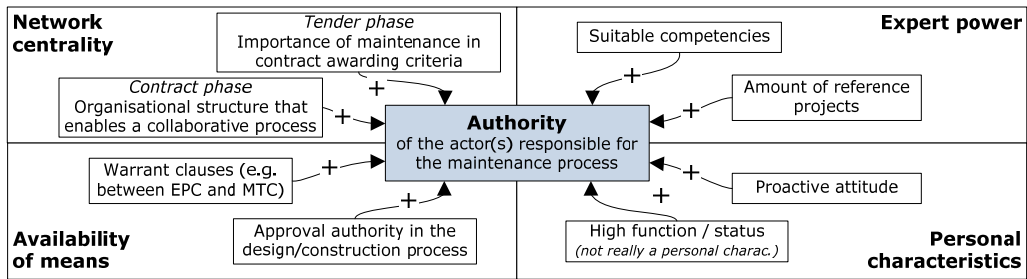 Network
centrality
Tender phase
Importance of maintenance in
contract awarding criteria
+
Contract phase
Organisational structure that
enables a collaborative process
+
Expert power
Suitable competencies
+
Amount of reference
projects
+
Authority
of the actor(s) responsible for
the maintenance process
Warrant clauses (e.g.
between EPC and MTC)
+
Approval authority in the
design/construction process
+
Availability
of means
+
Proactive attitude
+
High function / status
(not really a personal charac.)
Personal
characteristics